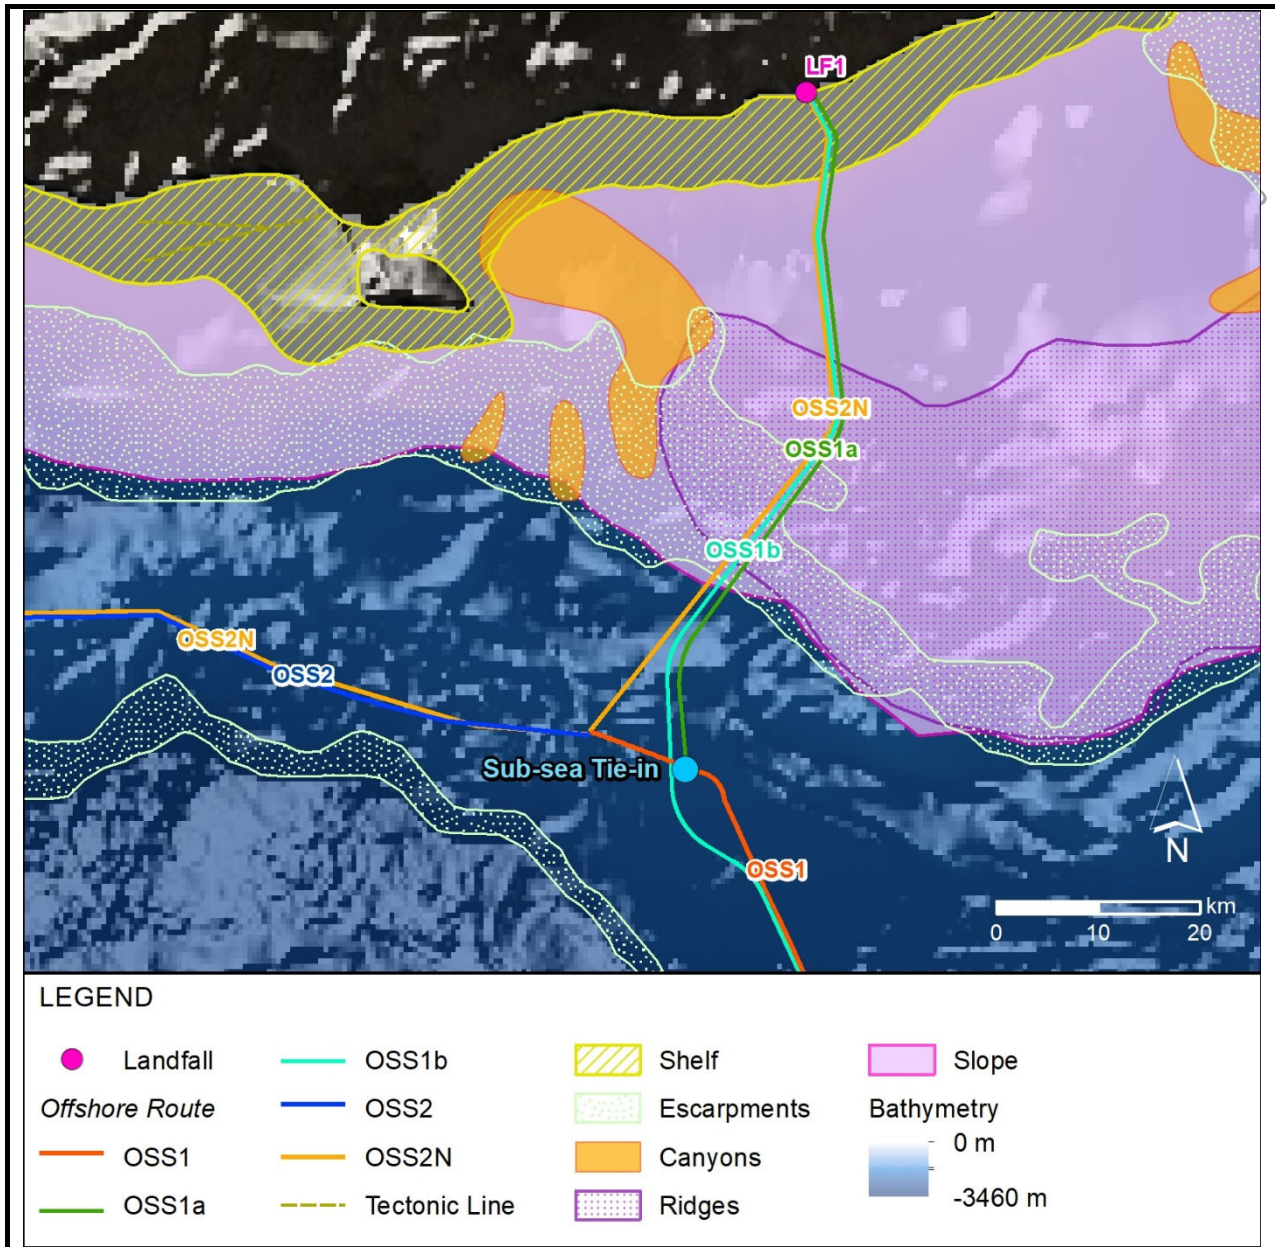 LF1
OSS2N
OSS1a
OSS1b
OSS2N
OSS2
Sub-sea Tie-in
OSS1
N
km
0 10 20
LEGEND
Landfall
Offshore Route
OSS1
OSS1a
OSS1b
OSS2
OSS2N
Tectonic Line
Shelf
Escarpments
Canyons
Ridges
Slope
Bathymetry
0 m
-3460 m